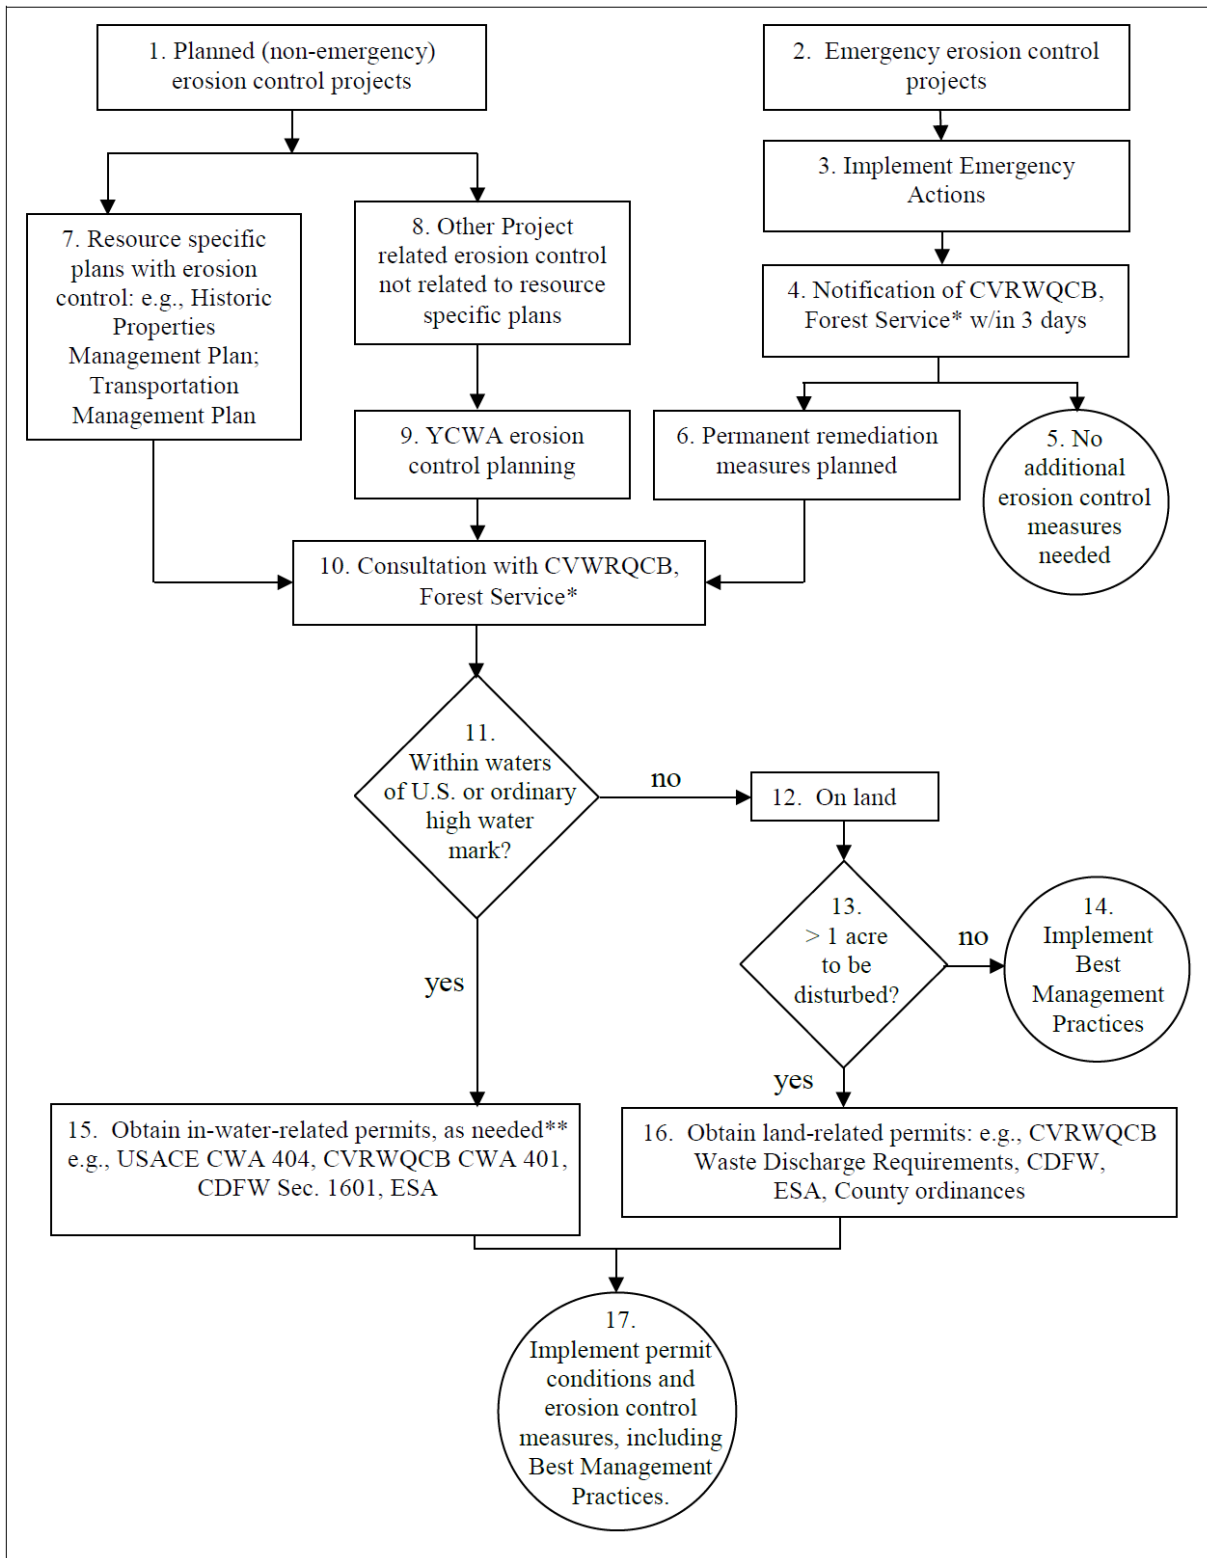 1. Planned (non-emergency)
erosion control projects
2.  Emergency erosion control
projects
3. Implement Emergency
Actions
7. Resource specific
plans with erosion
control: e.g., Historic
Properties
Management Plan;
Transportation
Management Plan
8. Other Project
related erosion control
not related to resource
specific plans
4. Notification of CVRWQCB,
Forest Service* w/in 3 days
9. YCWA erosion
control planning
6. Permanent remediation
measures planned
5. No
additional
erosion control
measures
needed
10. Consultation with CVWRQCB,
Forest Service*
11.
Within waters
of U.S. or ordinary
high water
mark?
no
12.  On land
13.
> 1 acre
to be
disturbed?
no
14.
Implement
Best
Management
Practices
yes
yes
15.  Obtain in-water-related permits, as needed**
e.g., USACE CWA 404, CVRWQCB CWA 401,
CDFW Sec. 1601, ESA
16.  Obtain land-related permits: e.g., CVRWQCB
Waste Discharge Requirements, CDFW,
ESA, County ordinances
17.
Implement permit
conditions and
erosion control
measures, including
Best Management
Practices.